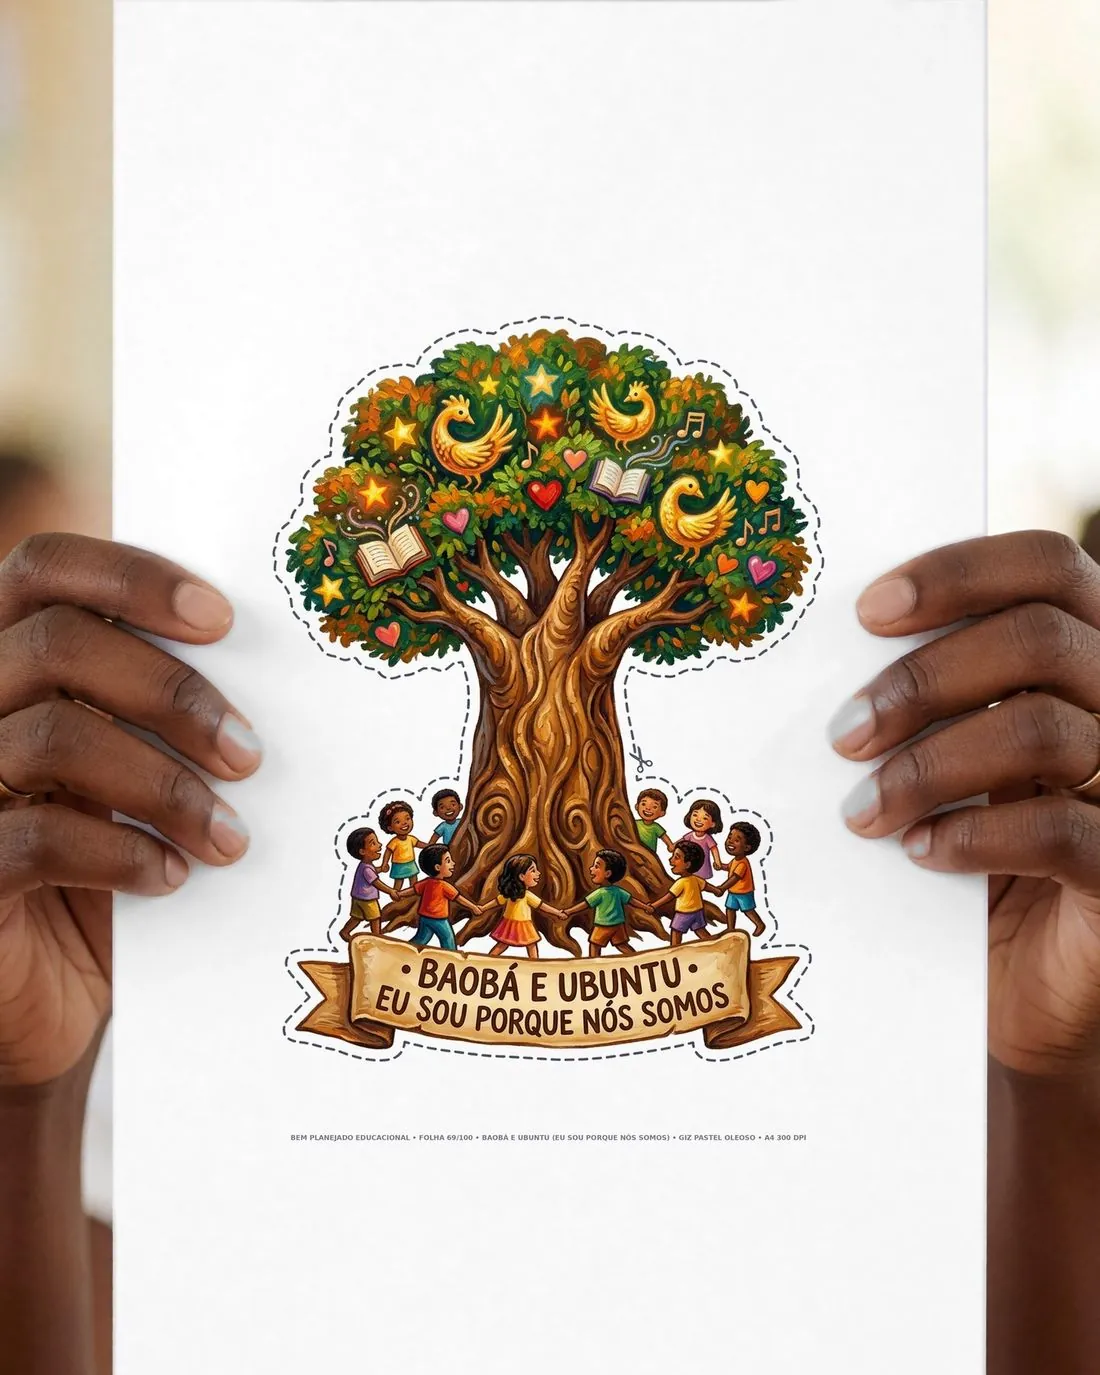 • BAOBÁ E UBUNTU •
EU SOU PORQUE NÓS SOMOS
BEM PLANEJADO EDUCACIONAL • FOLHA 69/100 • BAOBÁ E UBUNTU (EU SOU PORQUE NÓS SOMOS) • GIZ PASTEL OLEOSO • A4 300 DPI